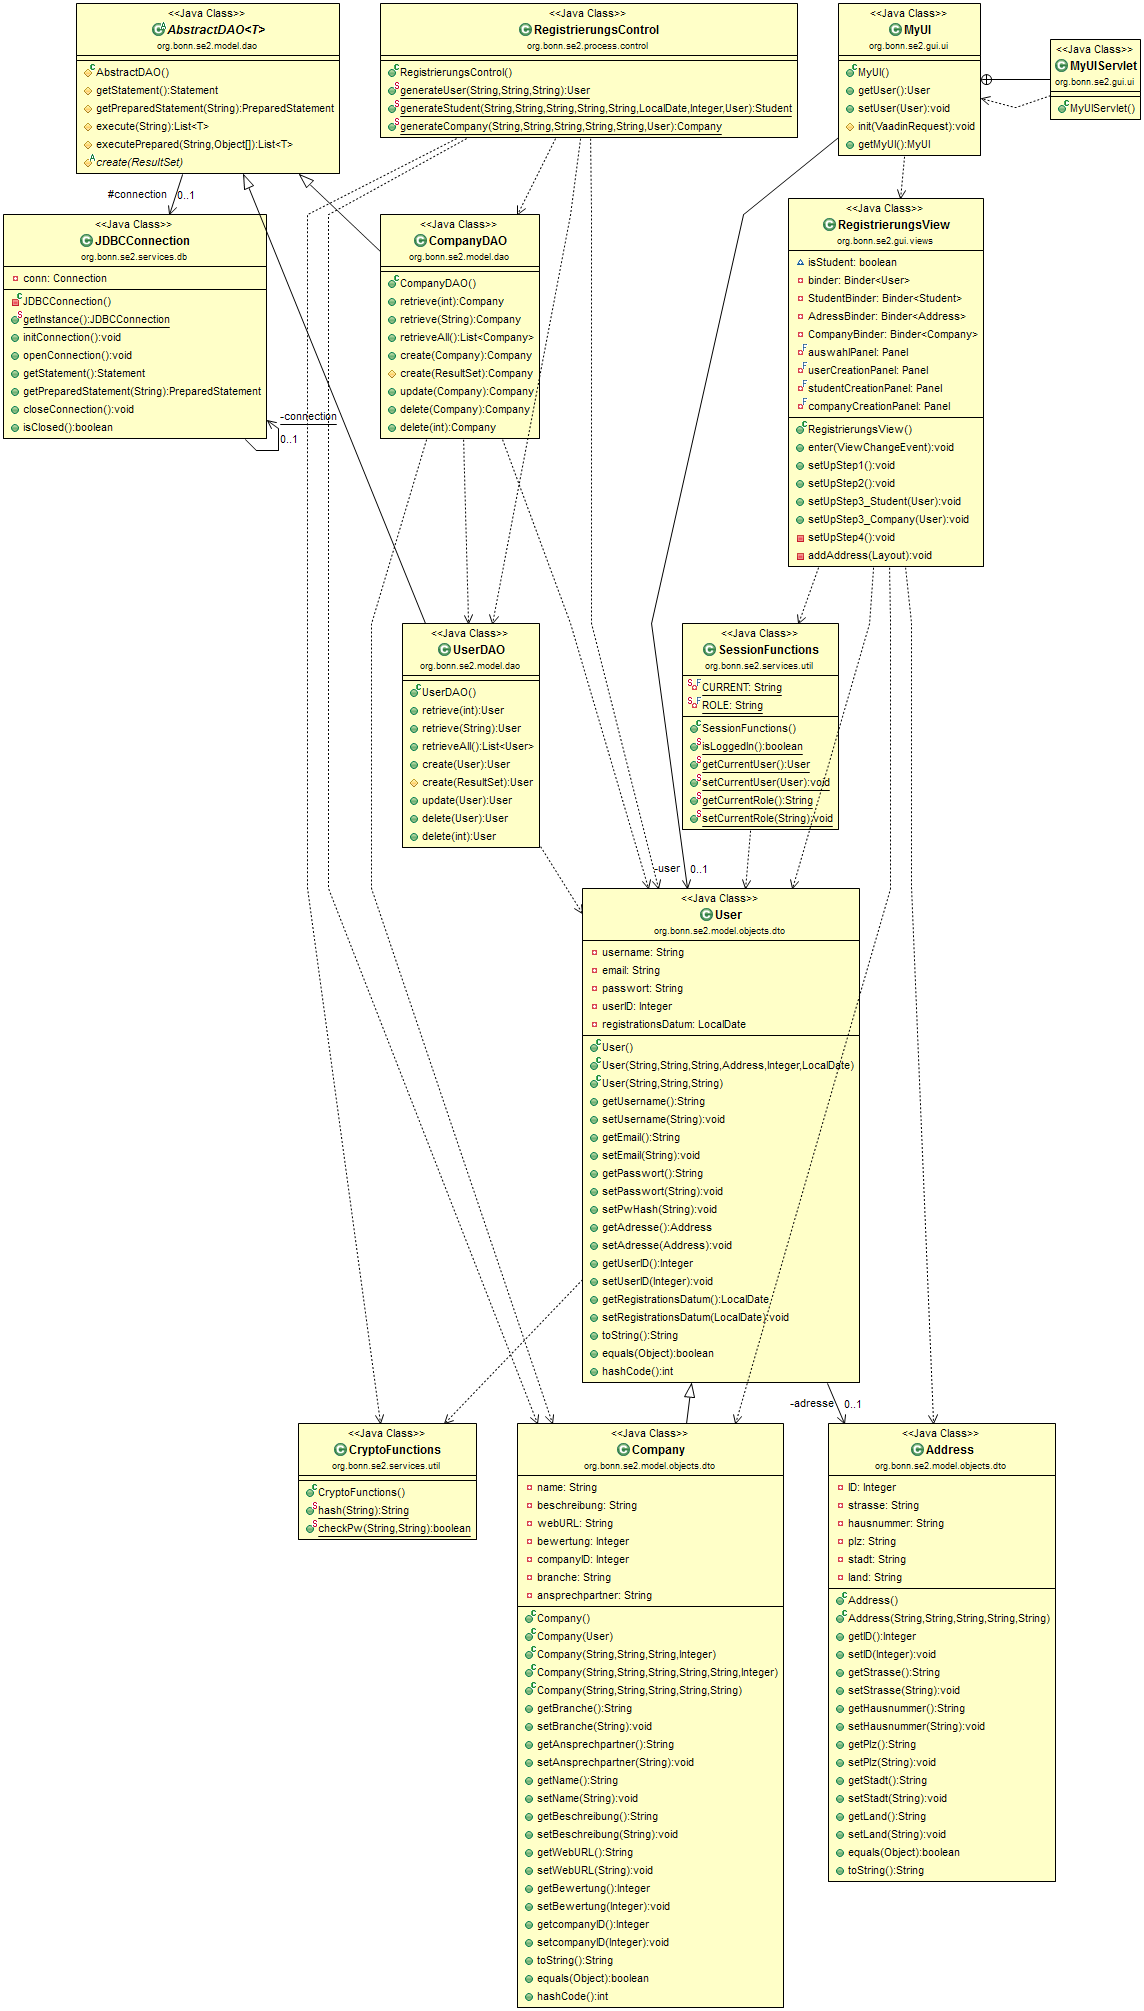 <<Java Class>>
AbstractDAO<T>
org.bonn.se2.model.dao
AbstractDAO()
getStatement():Statement
getPreparedStatement(String):PreparedStatement
execute(String):List<T>
executePrepared(String,Object[]):List<T>
create(ResultSet)
<<Java Class>>
RegistrierungsControl
org.bonn.se2.process.control
RegistrierungsControl()
generateUser(String,String,String):User
generateStudent(String,String,String,String,String,LocalDate,Integer,User):Student
generateCompany(String,String,String,String,String,User):Company
<<Java Class>>
MyUI
org.bonn.se2.gui.ui
MyUI()
getUser():User
setUser(User):void
init(VaadinRequest):void
getMyUI():MyUI
<<Java Class>>
MyUIServlet
org.bonn.se2.gui.ui
MyUIServlet()
#connection
0..1
<<Java Class>>
JDBCConnection
org.bonn.se2.services.db
conn: Connection
JDBCConnection()
getInstance():JDBCConnection
initConnection():void
openConnection():void
getStatement():Statement
getPreparedStatement(String):PreparedStatement
closeConnection():void
isClosed():boolean
-connection
0..1
<<Java Class>>
CompanyDAO
org.bonn.se2.model.dao
CompanyDAO()
retrieve(int):Company
retrieve(String):Company
retrieveAll():List<Company>
create(Company):Company
create(ResultSet):Company
update(Company):Company
delete(Company):Company
delete(int):Company
<<Java Class>>
RegistrierungsView
org.bonn.se2.gui.views
isStudent: boolean
binder: Binder<User>
StudentBinder: Binder<Student>
AdressBinder: Binder<Address>
CompanyBinder: Binder<Company>
auswahlPanel: Panel
userCreationPanel: Panel
studentCreationPanel: Panel
companyCreationPanel: Panel
RegistrierungsView()
enter(ViewChangeEvent):void
setUpStep1():void
setUpStep2():void
setUpStep3_Student(User):void
setUpStep3_Company(User):void
setUpStep4():void
addAddress(Layout):void
<<Java Class>>
UserDAO
org.bonn.se2.model.dao
UserDAO()
retrieve(int):User
retrieve(String):User
retrieveAll():List<User>
create(User):User
create(ResultSet):User
update(User):User
delete(User):User
delete(int):User
<<Java Class>>
SessionFunctions
org.bonn.se2.services.util
CURRENT: String
ROLE: String
SessionFunctions()
isLoggedIn():boolean
getCurrentUser():User
setCurrentUser(User):void
getCurrentRole():String
setCurrentRole(String):void
-user
0..1
<<Java Class>>
User
org.bonn.se2.model.objects.dto
username: String
email: String
passwort: String
userID: Integer
registrationsDatum: LocalDate
User()
User(String,String,String,Address,Integer,LocalDate)
User(String,String,String)
getUsername():String
setUsername(String):void
getEmail():String
setEmail(String):void
getPasswort():String
setPasswort(String):void
setPwHash(String):void
getAdresse():Address
setAdresse(Address):void
getUserID():Integer
setUserID(Integer):void
getRegistrationsDatum():LocalDate
setRegistrationsDatum(LocalDate):void
toString():String
equals(Object):boolean
hashCode():int
-adresse
0..1
<<Java Class>>
CryptoFunctions
org.bonn.se2.services.util
CryptoFunctions()
hash(String):String
checkPw(String,String):boolean
<<Java Class>>
Company
org.bonn.se2.model.objects.dto
name: String
beschreibung: String
webURL: String
bewertung: Integer
companyID: Integer
branche: String
ansprechpartner: String
Company()
Company(User)
Company(String,String,String,Integer)
Company(String,String,String,String,String,Integer)
Company(String,String,String,String,String)
getBranche():String
setBranche(String):void
getAnsprechpartner():String
setAnsprechpartner(String):void
getName():String
setName(String):void
getBeschreibung():String
setBeschreibung(String):void
getWebURL():String
setWebURL(String):void
getBewertung():Integer
setBewertung(Integer):void
getcompanyID():Integer
setcompanyID(Integer):void
toString():String
equals(Object):boolean
hashCode():int
<<Java Class>>
Address
org.bonn.se2.model.objects.dto
ID: Integer
strasse: String
hausnummer: String
plz: String
stadt: String
land: String
Address()
Address(String,String,String,String,String)
getID():Integer
setID(Integer):void
getStrasse():String
setStrasse(String):void
getHausnummer():String
setHausnummer(String):void
getPlz():String
setPlz(String):void
getStadt():String
setStadt(String):void
getLand():String
setLand(String):void
equals(Object):boolean
toString():String